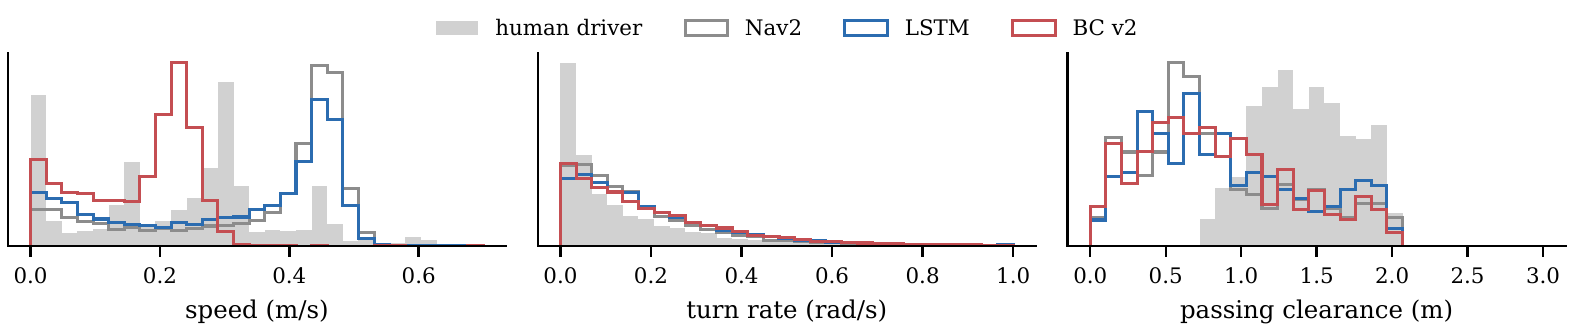 human driver Nav2 LSTM BC v2
0.0 0.2 0.4 0.6
speed (m/s)
0.0 0.2 0.4 0.6 0.8 1.0
turn rate (rad/s)
0.0 0.5 1.0 1.5 2.0 2.5 3.0
passing clearance (m)